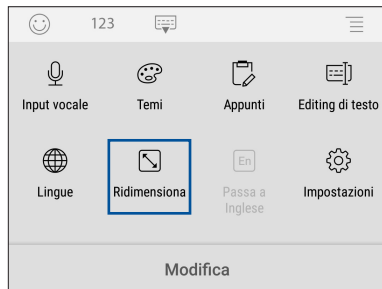 123
Input vocale
Temi
Appunti
Editing di testo
Lingue
Ridimensiona
En
Passa a
Inglese
Impostazioni
Modifica